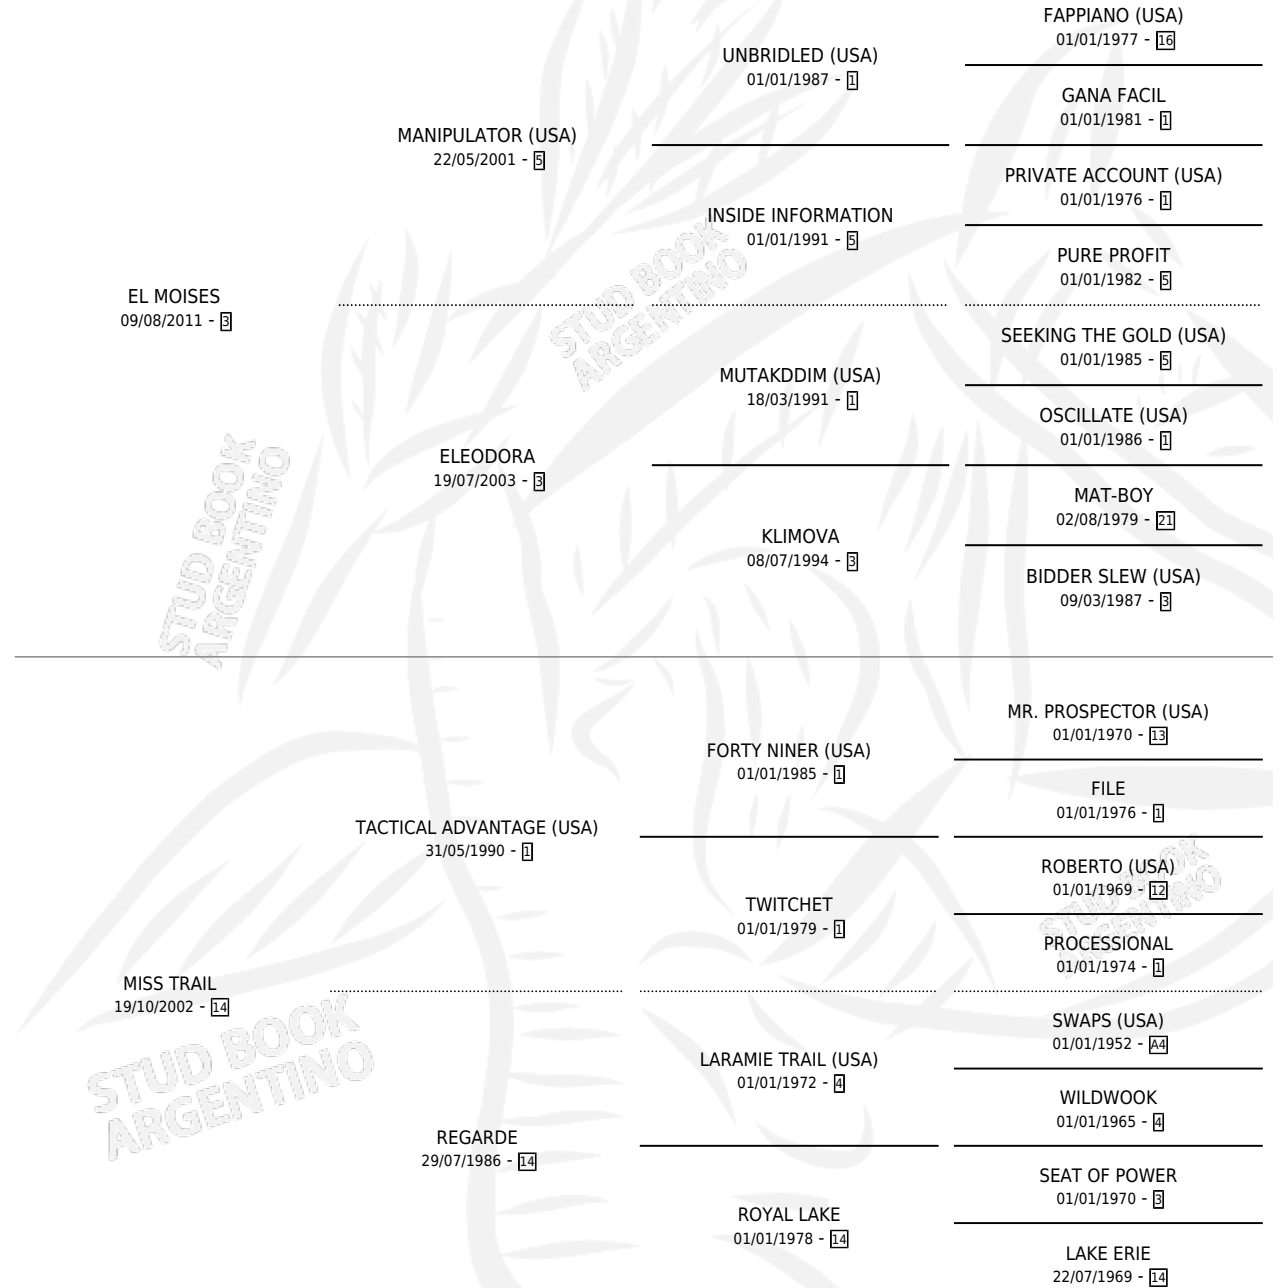 FAPPIANO (USA)
01/01/1977 - 16
UNBRIDLED (USA)
01/01/1987 - 1
GANA FACIL
01/01/1981 - 1
MANIPULATOR (USA)
22/05/2001 - 5
PRIVATE ACCOUNT (USA)
01/01/1976 - 1
INSIDE INFORMATION
01/01/1991 - 5
PURE PROFIT
01/01/1982 - 5
EL MOISES
09/08/2011 - 3
SEEKING THE GOLD (USA)
01/01/1985 - 5
MUTAKDDIM (USA)
18/03/1991 - 1
OSCILLATE (USA)
01/01/1986 - 1
ELEODORA
19/07/2003 - 3
MAT-BOY
02/08/1979 - 21
KLIMOVA
08/07/1994 - 3
BIDDER SLEW (USA)
09/03/1987 - 3
STUD BOOK
ARGENTINO
STUD BOOK
ARGENTINO
MR. PROSPECTOR (USA)
01/01/1970 - 13
FORTY NINER (USA)
01/01/1985 - 1
FILE
01/01/1976 - 1
TACTICAL ADVANTAGE (USA)
31/05/1990 - 1
ROBERTO (USA)
01/01/1969 - 12
TWITCHET
01/01/1979 - 1
PROCESSIONAL
01/01/1974 - 1
MISS TRAIL
19/10/2002 - 14
SWAPS (USA)
01/01/1952 - A4
LARAMIE TRAIL (USA)
01/01/1972 - 4
WILDWOOK
01/01/1965 - 4
REGARDE
29/07/1986 - 14
SEAT OF POWER
01/01/1970 - 3
ROYAL LAKE
01/01/1978 - 14
LAKE ERIE
22/07/1969 - 14
STUD BOOK
ARGENTINO
STUD BOOK
ARGENTINO